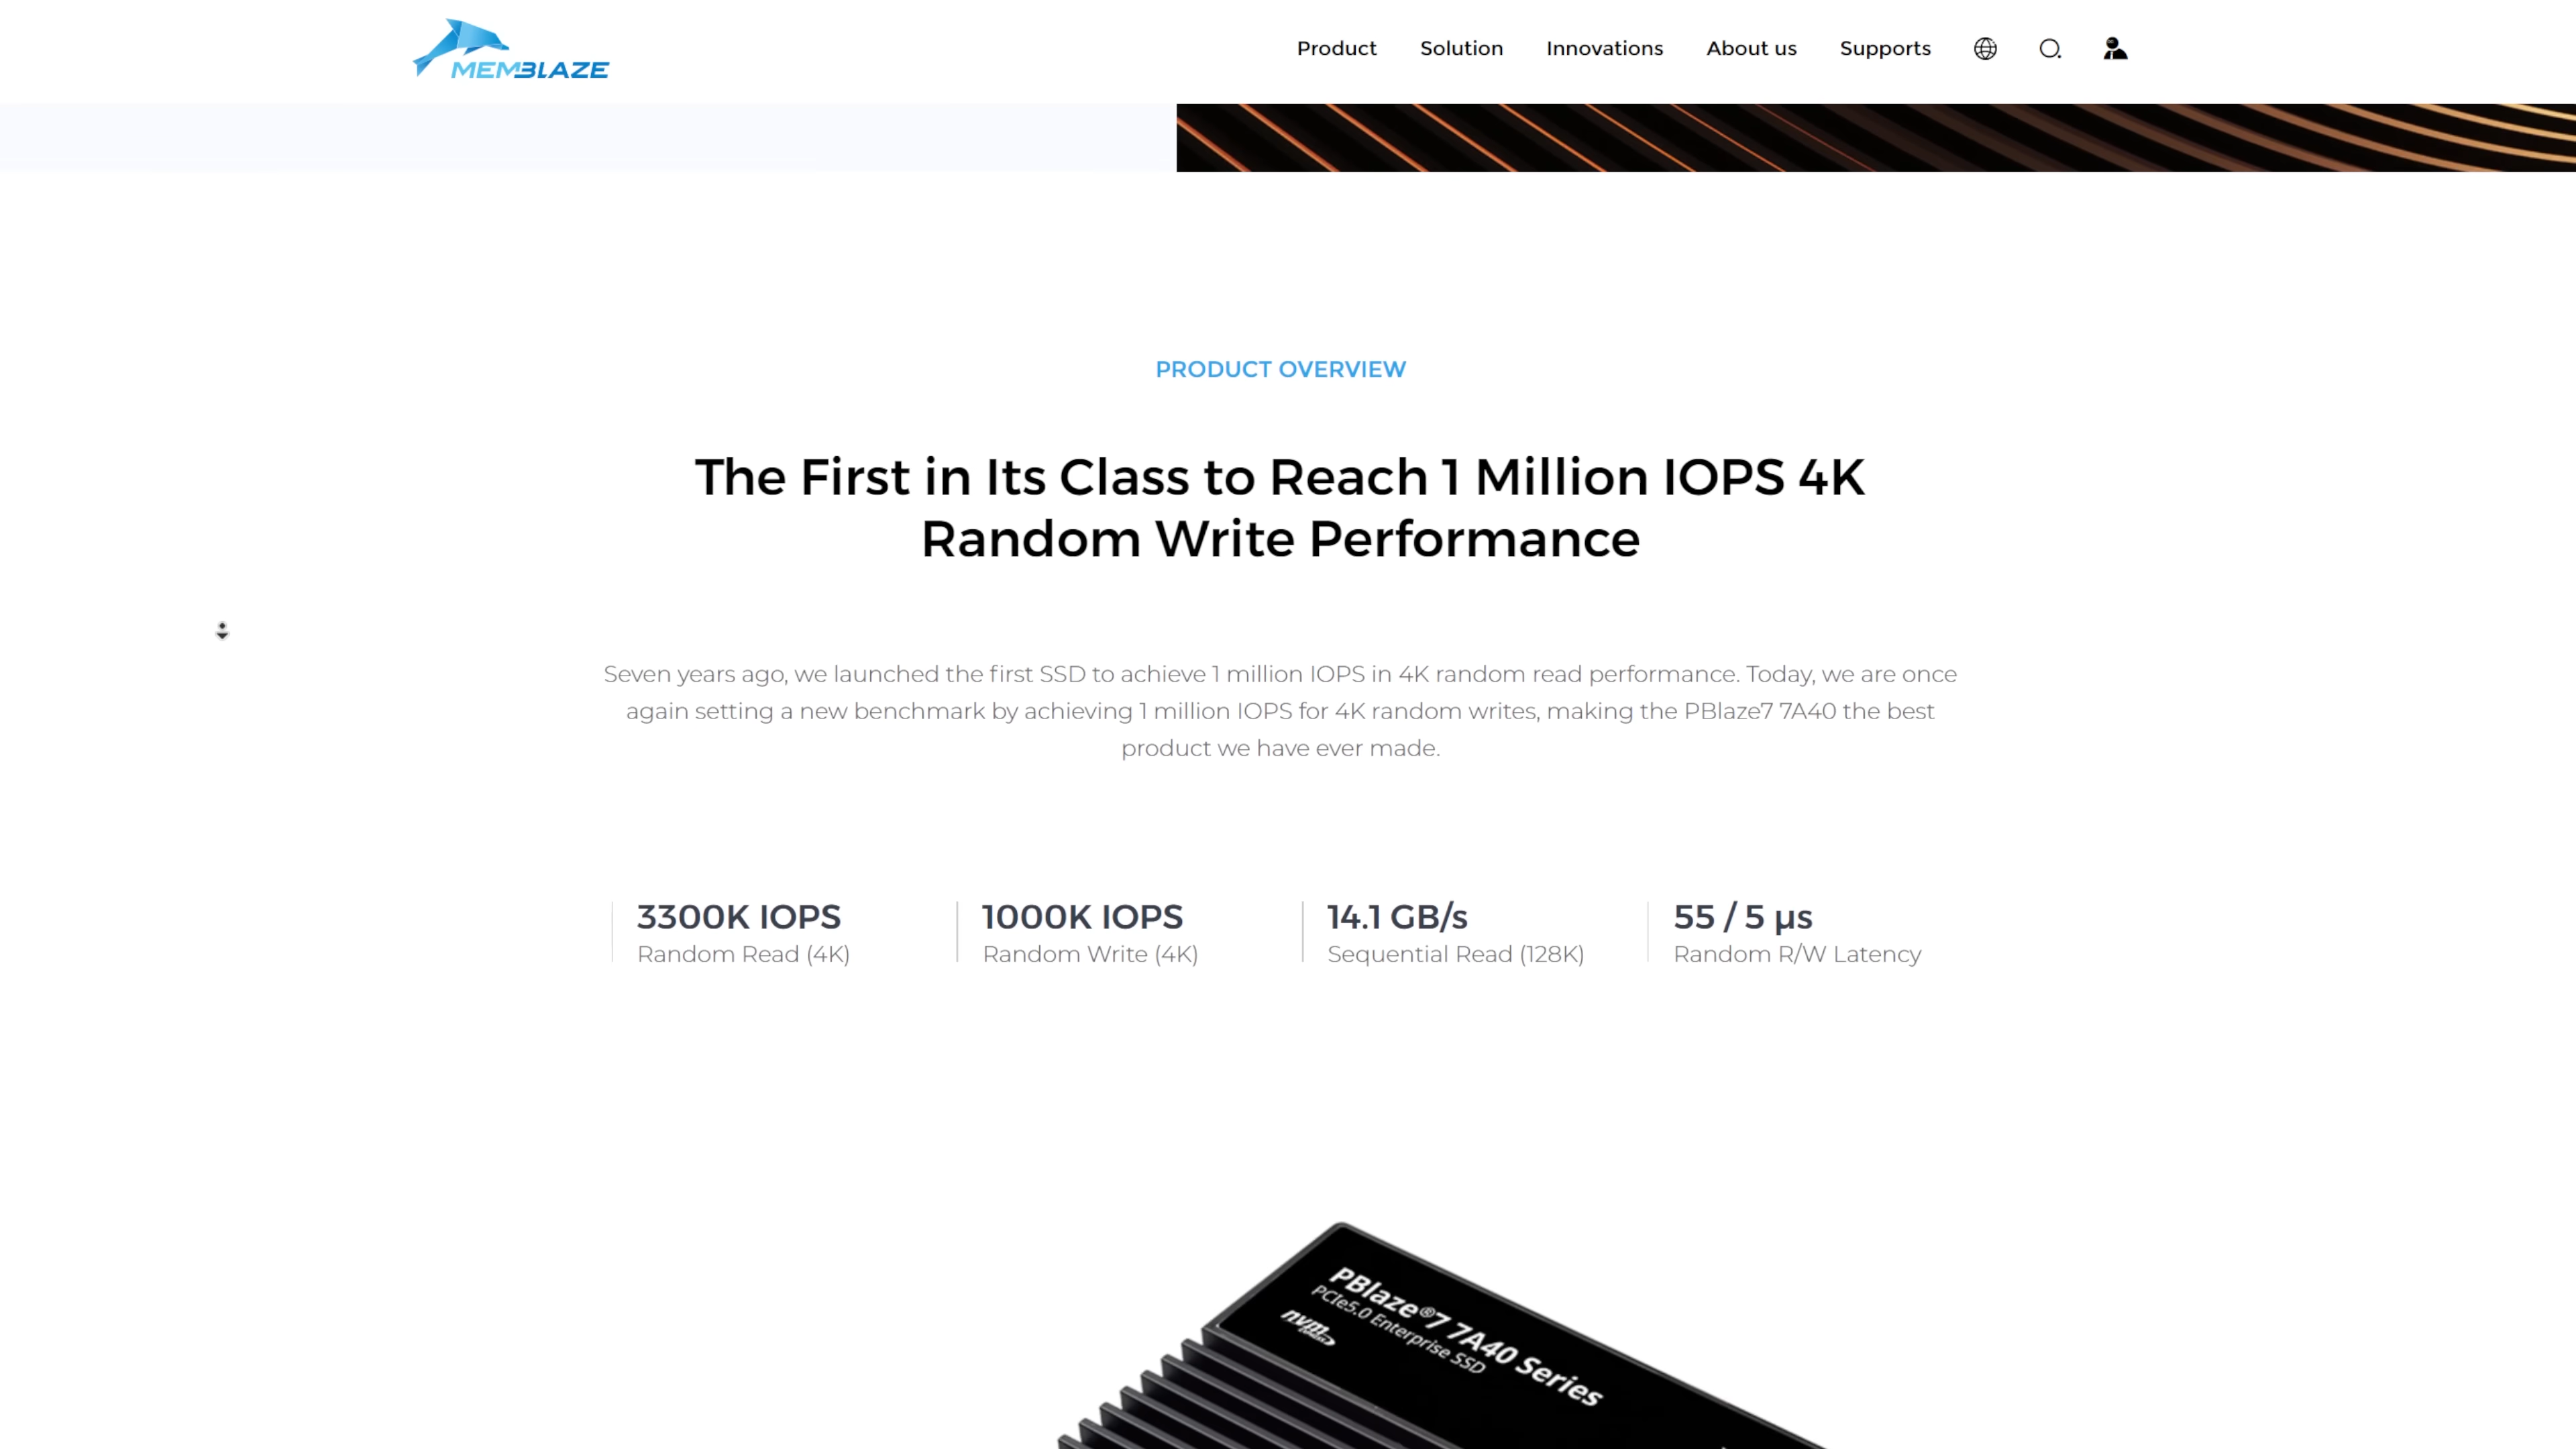 MEMBLAZE
Product Solution Innovations About us Supports
PRODUCT OVERVIEW
The First in Its Class to Reach 1 Million IOPS 4K
Random Write Performance
Seven years ago, we launched the first SSD to achieve 1 million IOPS in 4K random read performance. Today, we are once
again setting a new benchmark by achieving 1 million IOPS for 4K random writes, making the PBlaze7 7A40 the best
product we have ever made.
3300K IOPS
Random Read (4K)
1000K IOPS
Random Write (4K)
14.1 GB/s
Sequential Read (128K)
55 / 5 μs
Random R/W Latency
PBlaze®7 7A40 Series
PCIe5.0 Enterprise SSD
nvm